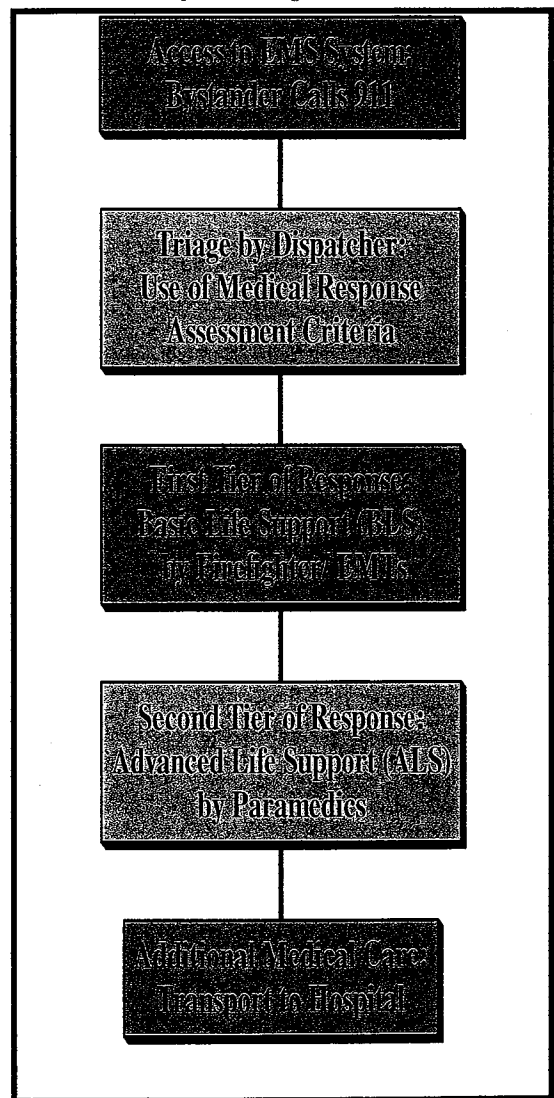 Access to EMS System:
Bystander Calls 911
Triage by Dispatcher:
Use of Medical Response
Assessment Criteria
First Tier of Response:
Basic Life Support (BLS)
by Firefighter/ EMTs
Second Tier of Response:
Advanced Life Support (ALS)
by Paramedics
Additional Medical Care:
Transport to Hospital